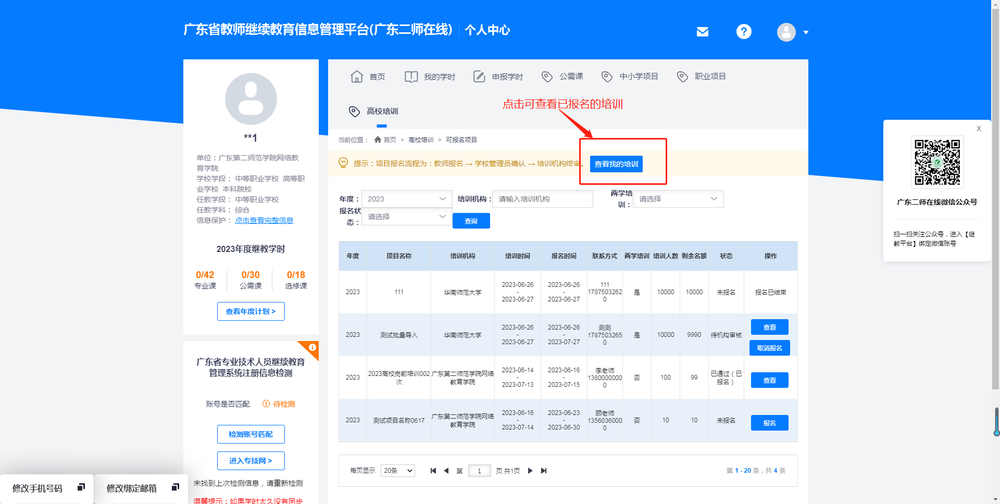 广东省教师继续教育信息管理平台(广东二师在线) 个人中心
首页 我的学时 申报学时 公需课 中小学项目 职业项目
高校培训
点击可查看已报名的培训
当前位置： 首页 > 高校培训 > 可报名项目
提示：项目报名流程为：教师报名 → 学校管理员确认 → 培训机构终审。 查看我的培训
年度： 2023 培训机构： 请输入培训机构 两学培
训： 请选择
报名状
态： 请选择 查询
年度 项目名称 培训机构 培训时间 报名时间 联系方式 两学培训 培训人数 剩余名额 状态 操作
2023 111 华南师范大学 2023-06-26
-
2023-06-27 2023-06-26
-
2023-06-27 111
1787503262
0 是 10000 10000 未报名 报名已结束
2023 测试批量导入 华南师范大学 2023-06-26
-
2023-06-27 2023-06-26
-
2023-07-27 测测
1787503265
0 是 10000 9990 待机构审核 查看
取消报名
2023 2023高校岗前培训002
次 广东第二师范学院网络
教育学院 2023-06-14
-
2023-07-13 2023-06-16
-
2023-07-15 李老师
1380000000
0 否 100 99 已通过（已
报名） 查看
2023 测试项目名称0617 广东第二师范学院网络
教育学院 2023-06-16
-
2023-07-14 2023-06-23
-
2023-06-30 顾老师
1356036000
0 否 10 10 未报名 报名
每页显示 20条 第 1 页 共1页 第 1 - 20 条，共 4 条
**1
单位：广东第二师范学院网络教
育学院
学校学段： 中等职业学校 高等职
业学校 本科院校
任教学段： 中等职业学校
任教学科： 综合
信息保护： 点击查看完整信息
2023年度继教学时
0/42 0/30 0/18
专业课 公需课 选修课
查看年度计划 >
广东省专业技术人员继续教育
管理系统注册信息检测
账号是否匹配 待检测
检测账号匹配
进入专技网 >
未找到上次检测信息，请重新检测
温馨提示：如果学时太久没有同步
修改手机号码 修改绑定邮箱
X
广东二师在线微信公众号
扫一扫关注公众号，进入【继
教平台】绑定微信账号